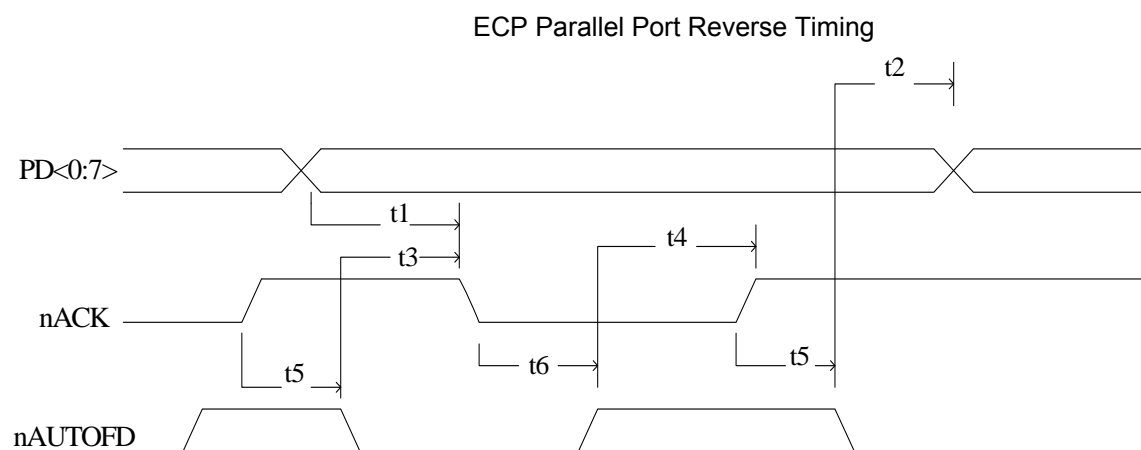 ECP Parallel Port Reverse Timing
t2
PD<0:7>
t1
t4
t3
nACK
t6
t5
t5
nAUTOFD